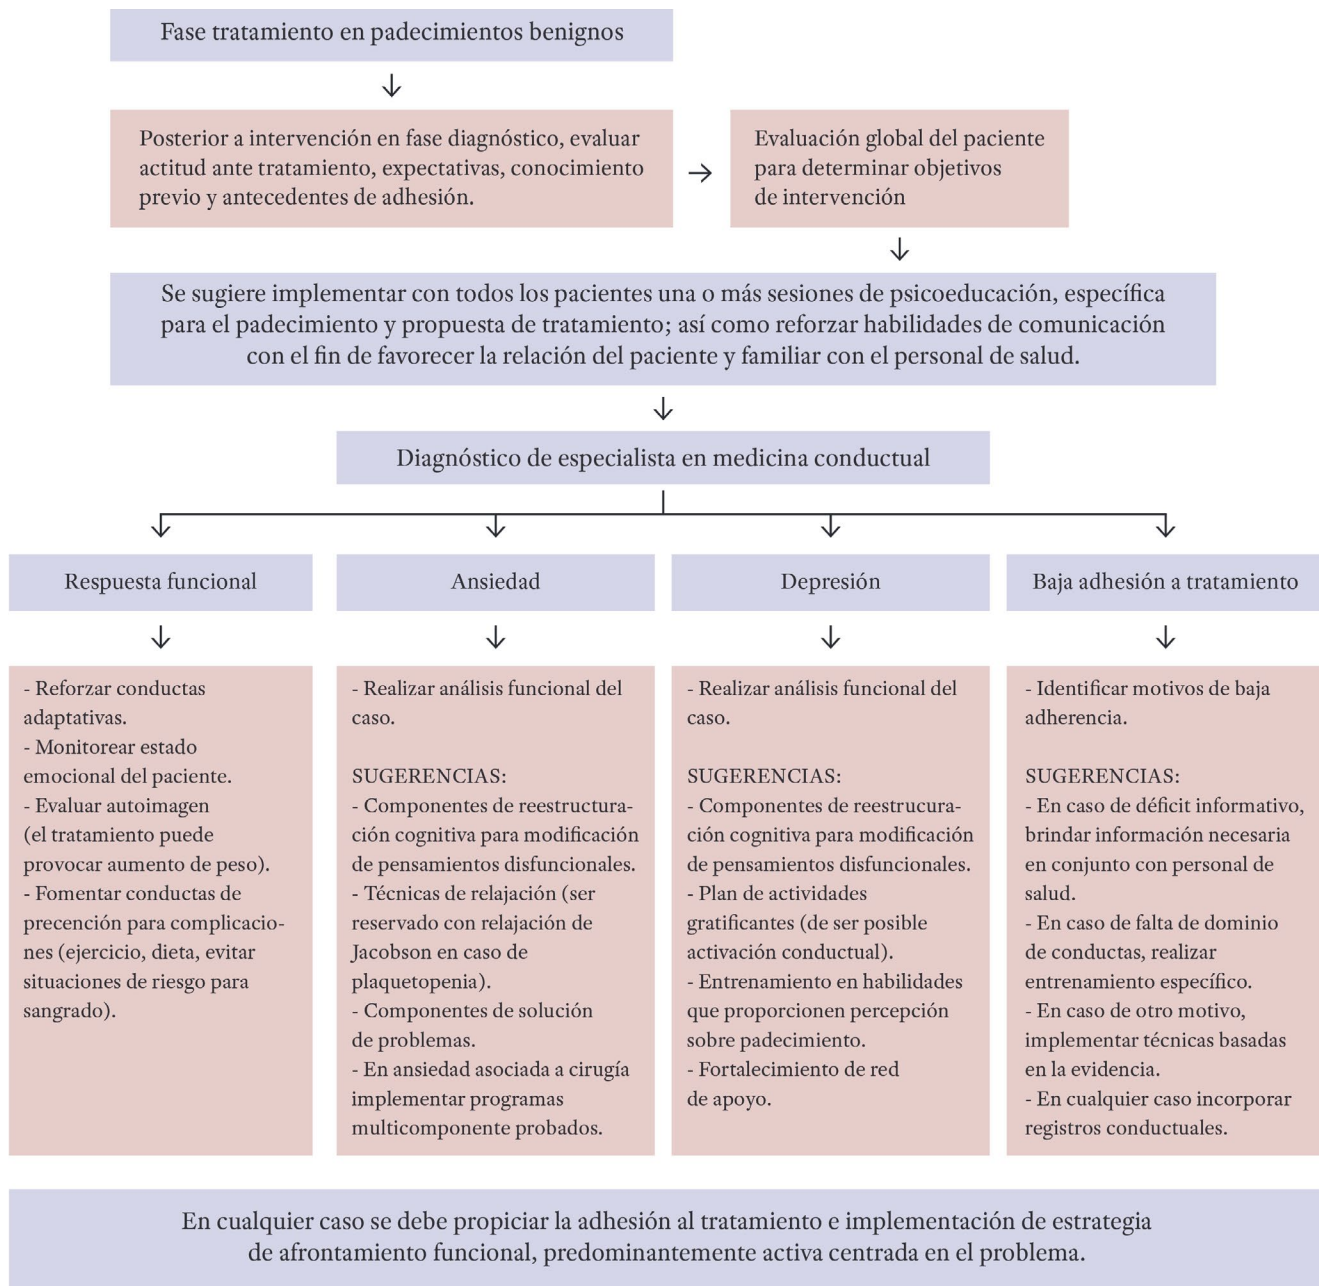 Fase tratamiento en padecimientos benignos
Posterior a intervención en fase diagnóstico, evaluar
actitud ante tratamiento, expectativas, conocimiento
previo y antecedentes de adhesión.
Evaluación global del paciente
para determinar objetivos
de intervención
Se sugiere implementar con todos los pacientes una o más sesiones de psicoeducación, específica
para el padecimiento y propuesta de tratamiento; así como reforzar habilidades de comunicación
con el fin de favorecer la relación del paciente y familiar con el personal de salud.
Diagnóstico de especialista en medicina conductual
Respuesta funcional
- Reforzar conductas
adaptativas.
- Monitorear estado
emocional del paciente.
- Evaluar autoimagen
(el tratamiento puede
provocar aumento de peso).
- Fomentar conductas de
precención para complicacio-
nes (ejercicio, dieta, evitar
situaciones de riesgo para
sangrado).
Ansiedad
- Realizar análisis funcional del
caso.
SUGERENCIAS:
- Componentes de reestructura-
ración cognitiva para modificación
de pensamientos disfuncionales.
- Técnicas de relajación (ser
reservado con relajación de
Jacobson en caso de
plaquetopenia).
- Componentes de solución
de problemas.
- En ansiedad asociada a cirugía
implementar programas
multicomponente probados.
Depresión
- Realizar análisis funcional del
caso.
SUGERENCIAS:
- Componentes de reestrucura-
ración cognitiva para modificación
de pensamientos disfuncionales.
- Plan de actividades
gratificantes (de ser posible
activación conductual).
- Entrenamiento en habilidades
que proporcionen percepción
sobre padecimiento.
- Fortalecimiento de red
de apoyo.
Baja adhesión a tratamiento
- Identificar motivos de baja
adherencia.
SUGERENCIAS:
- En caso de déficit informativo,
brindar información necesaria
en conjunto con personal de
salud.
- En caso de falta de dominio
de conductas, realizar
entrenamiento específico.
- En caso de otro motivo,
implementar técnicas basadas
en la evidencia.
- En cualquier caso incorporar
registros conductuales.
En cualquier caso se debe propiciar la adhesión al tratamiento e implementación de estrategia
de afrontamiento funcional, predominantemente activa centrada en el problema.